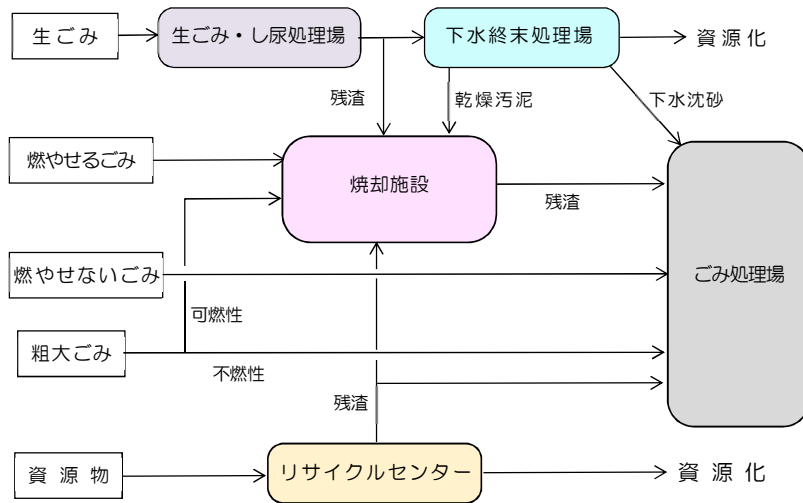 生ごみ
生ごみ・し尿処理場
下水終末処理場
資源化
残渣
乾燥汚泥
下水沈砂
燃やせるごみ
焼却施設
残渣
燃やせないごみ
ごみ処理場
可燃性
粗大ごみ
不燃性
残渣
資源物
リサイクルセンター
資源化